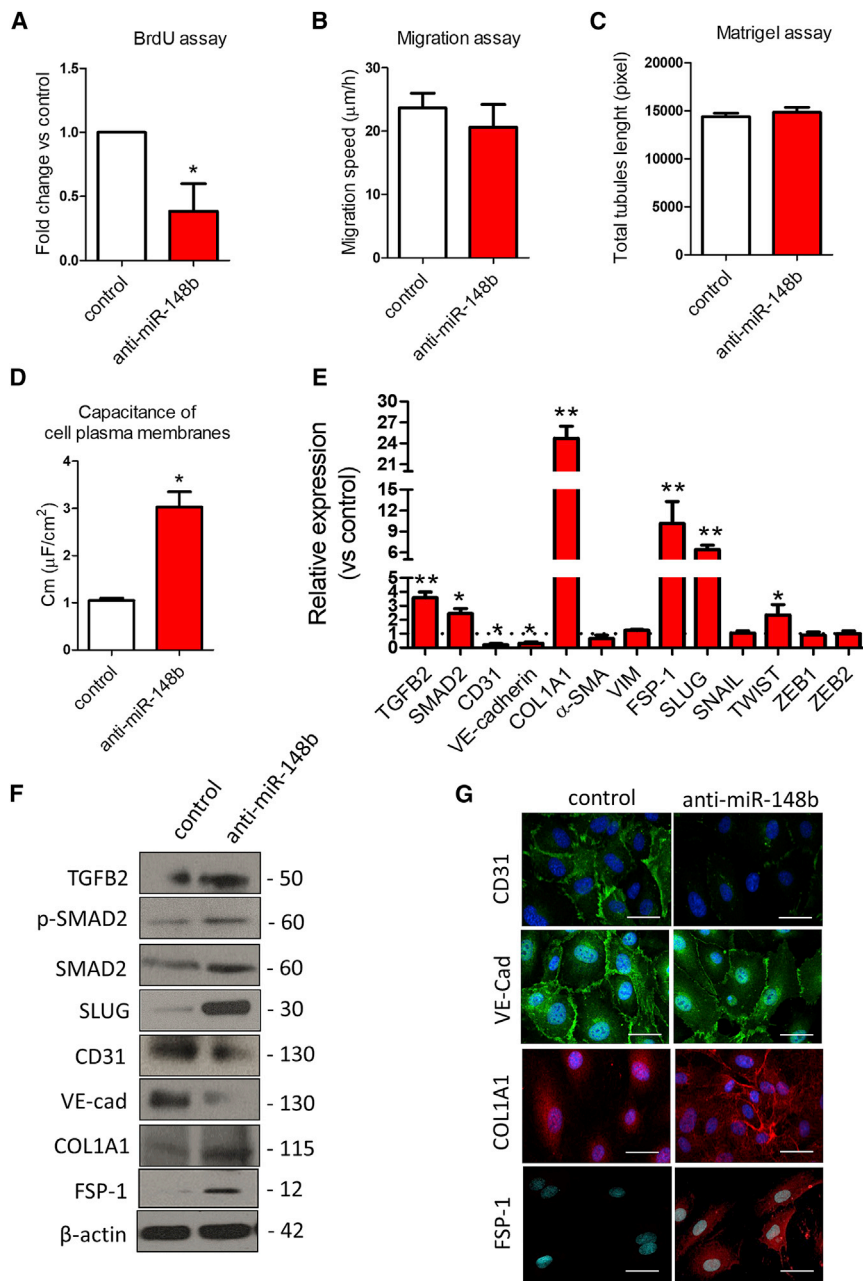 A
BrdU assay
Fold change vs control
1.5
1.0
0.5
0.0
*
control
anti-miR-148b
B
Migration assay
Migration speed (μm/h)
30
20
10
0
control
anti-miR-148b
C
Matrigel assay
Total tubules lenght (pixel)
20000
15000
10000
5000
0
control
anti-miR-148b
D
Capacitance of
cell plasma membranes
Cm (μF/cm²)
4
3
2
1
0
*
control
anti-miR-148b
E
Relative expression
(vs control)
30
27
24
21
15
12
9
6
5
4
3
2
1
0
** * * * ** ** ** *
TGFB2
SMAD2
CD31
VE-cadherin
COL1A1
α-SMA
VIM
FSP-1
SLUG
SNAIL
TWIST
ZEB1
ZEB2
F
control
anti-miR-148b
TGFB2 - 50
p-SMAD2 - 60
SMAD2 - 60
SLUG - 30
CD31 - 130
VE-cad - 130
COL1A1 - 115
FSP-1 - 12
β-actin - 42
G
control anti-miR-148b
CD31
VE-Cad
COL1A1
FSP-1